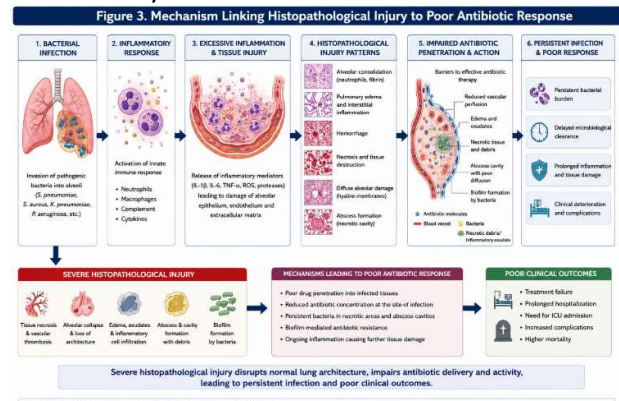 Figure 3. Mechanism Linking Histopathological Injury to Poor Antibiotic Response
1. BACTERIAL
INFECTION
Invasion of pathogenic
bacteria into alveoli
(S. pneumoniae,
S. aureus, K. pneumoniae,
P. aeruginosa, etc.)
2. INFLAMMATORY
RESPONSE
Activation of innate
immune response
• Neutrophils
• Macrophages
• Complement
• Cytokines
3. EXCESSIVE INFLAMMATION
& TISSUE INJURY
Release of inflammatory mediators
(IL-1β, IL-6, TNF-α, ROS, proteases)
leading to damage of alveolar
epithelium, endothelium and
extracellular matrix
4. HISTOPATHOLOGICAL
INJURY PATTERNS
Alveolar consolidation
(neutrophils, fibrin)
Pulmonary edema
and interstitial
inflammation
Hemorrhage
Necrosis and tissue
destruction
Diffuse alveolar damage
(hyaline membranes)
Abscess formation
(necrotic cavity)
5. IMPAIRED ANTIBIOTIC
PENETRATION & ACTION
Barriers to effective antibiotic
therapy
Reduced vascular
perfusion
Edema and
exudates
Necrotic tissue
and debris
Abscess cavity
with poor
diffusion
Biofilm formation
by bacteria
Antibiotic molecules
Blood vessel
Bacteria
Necrotic debris/
Inflammatory exudate
6. PERSISTENT INFECTION
& POOR RESPONSE
Persistent bacterial
burden
Delayed microbiological
clearance
Prolonged inflammation
and tissue damage
Clinical deterioration
and complications
SEVERE HISTOPATHOLOGICAL INJURY
Tissue necrosis
& vascular
thrombosis
Alveolar collapse
& loss of
architecture
Edema, exudates
& inflammatory
cell infiltration
Abscess & cavity
formation
with debris
Biofilm
formation
by bacteria
MECHANISMS LEADING TO POOR ANTIBIOTIC RESPONSE
• Poor drug penetration into infected tissues
• Reduced antibiotic concentration at the site of infection
• Persistent bacteria in necrotic areas and abscess cavities
• Biofilm-mediated antibiotic resistance
• Ongoing inflammation causing further tissue damage
POOR CLINICAL OUTCOMES
• Treatment failure
• Prolonged hospitalization
• Need for ICU admission
• Increased complications
• Higher mortality
Severe histopathological injury disrupts normal lung architecture, impairs antibiotic delivery and activity,
leading to persistent infection and poor clinical outcomes.